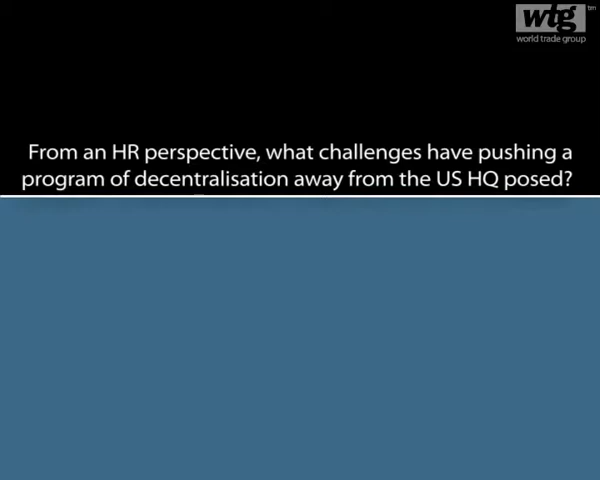 wtg
tm
world trade group
From an HR perspective, what challenges have pushing a
program of decentralisation away from the US HQ posed?